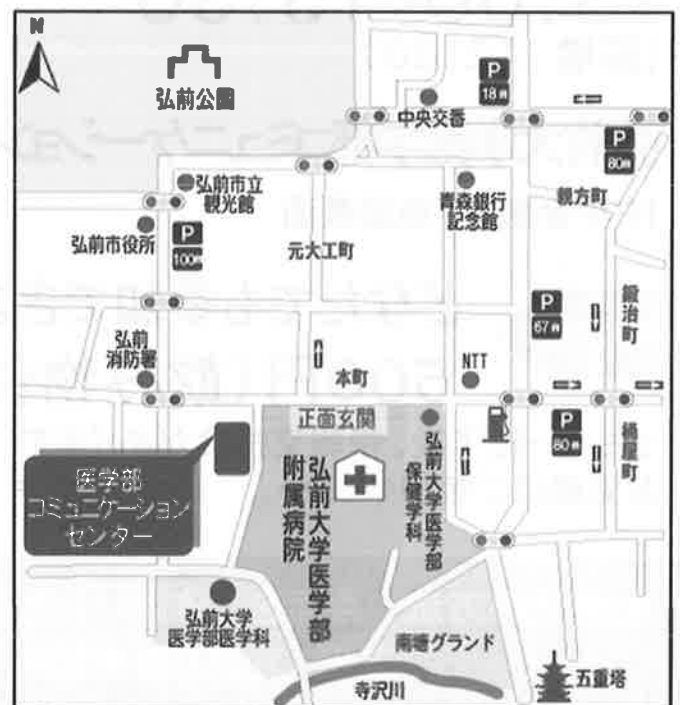 N
弘前公園
P
18台
中央交番
P
80台
弘前市立
観光館
青森銀行
記念館
親方町
弘前市役所
P
100台
元大工町
P
67台
鍛治町
弘前
消防署
本町
NTT
正面玄関
P
80台
桶屋町
医学部
コミュニケーション
センター
弘前大学医学部
附属病院
弘前大学医学部
保健学科
弘前大学
医学部医学科
南塘グランド
寺沢川
五重塔